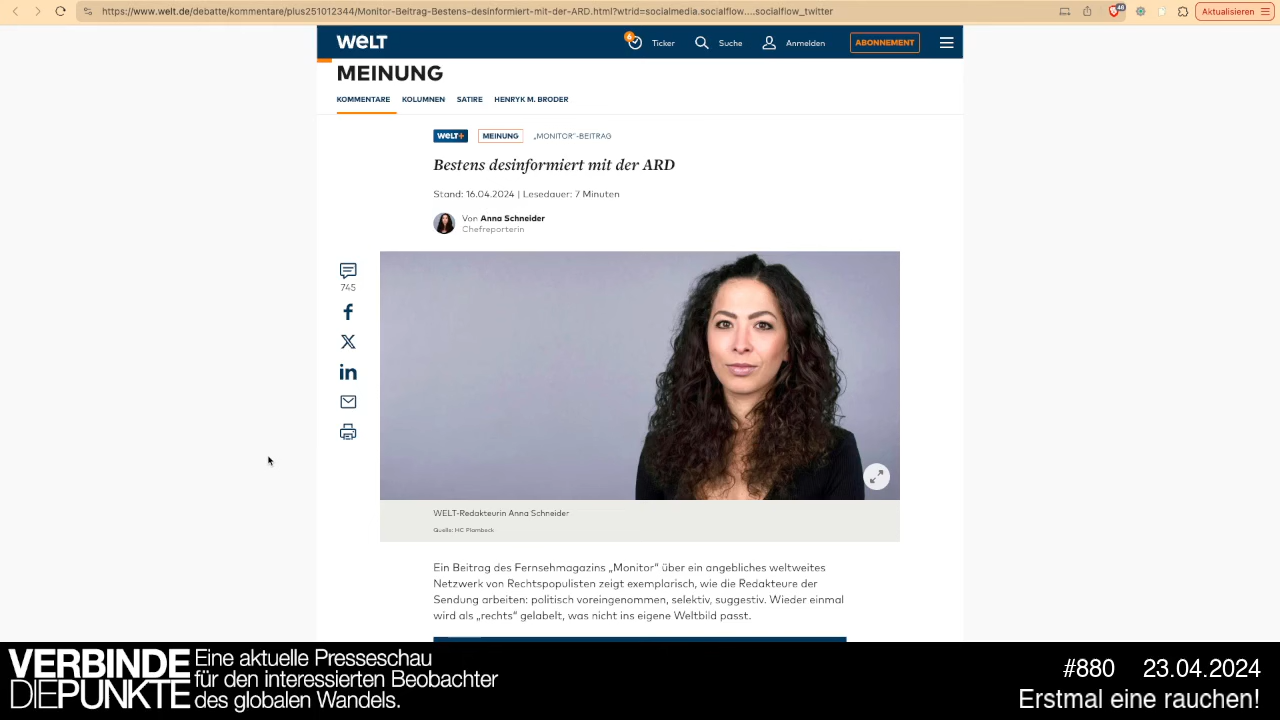 https://www.welt.de/debatte/kommentare/plus251012344/Monitor-Beitrag-Bestens-desinformiert-mit-der-ARD.html?wtrid=socialmedia.socialflow....socialflow_twitter
46
Aktualisieren
WELT
6
Ticker
Suche
Anmelden
ABONNEMENT
MEINUNG
KOMMENTARE
KOLUMNEN
SATIRE
HENRYK M. BRODER
WELT+
MEINUNG
„MONITOR“-BEITRAG
Bestens desinformiert mit der ARD
Stand: 16.04.2024 | Lesedauer: 7 Minuten
Von Anna Schneider
Chefreporterin
745
WELT-Redakteurin Anna Schneider
Quelle: HC Plambeck
Ein Beitrag des Fernsehmagazins „Monitor“ über ein angebliches weltweites
Netzwerk von Rechtspopulisten zeigt exemplarisch, wie die Redakteure der
Sendung arbeiten: politisch voreingenommen, selektiv, suggestiv. Wieder einmal
wird als „rechts“ gelabelt, was nicht ins eigene Weltbild passt.
VERBINDE
DIEPUNKTE
Eine aktuelle Presseschau
für den interessierten Beobachter
des globalen Wandels.
#880
23.04.2024
Erstmal eine rauchen!